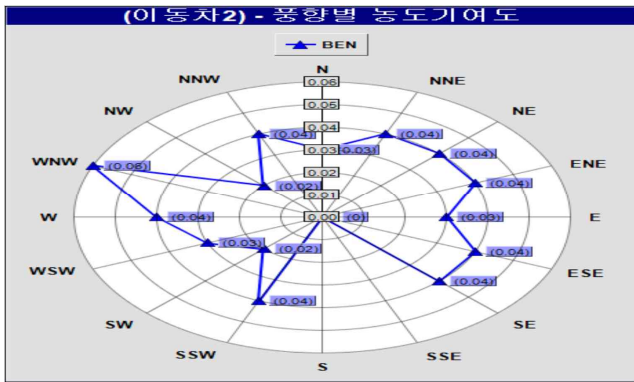 (이동차2) - 풍향별 농도기여도
BEN
N
NNW
NNE
0.06
NW
NE
0.05
0.04
(0.04)
(0.04)
WNW
0.03
(0.03)
(0.04)
ENE
(0.06)
0.02
(0.02)
(0.04)
0.01
W
(0.04)
0.00
(0)
(0.03)
E
(0.03)
(0.02)
(0.04)
WSW
ESE
(0.04)
(0.04)
SW
SE
SSW
SSE
S